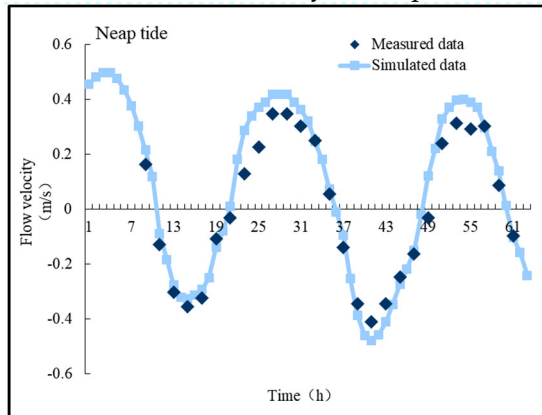 Neap tide
Measured data
Simulated data
0.6
0.4
0.2
0
-0.2
-0.4
-0.6
1 7 13 19 25 31 37 43 49 55 61
Flow velocity
（m/s）
Time（h）